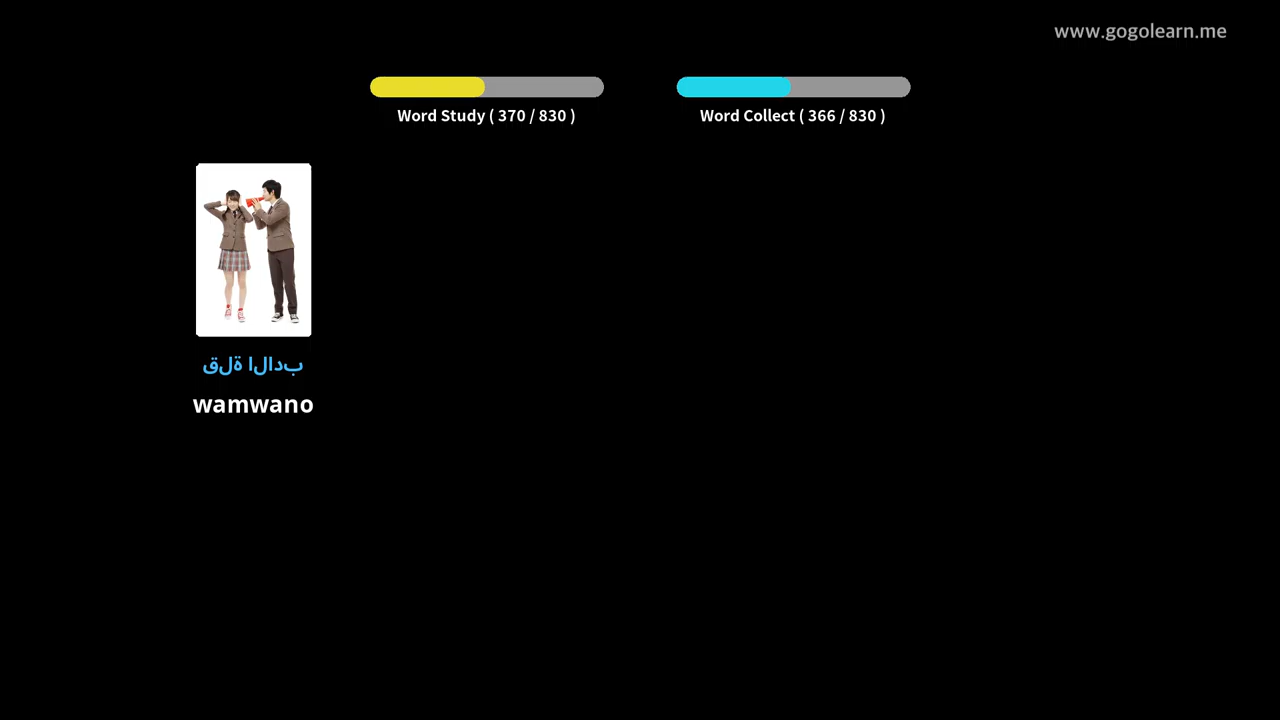 www.gogolearn.me
Word Study ( 370 / 830 )
Word Collect ( 366 / 830 )
قلة الادب
wamwano